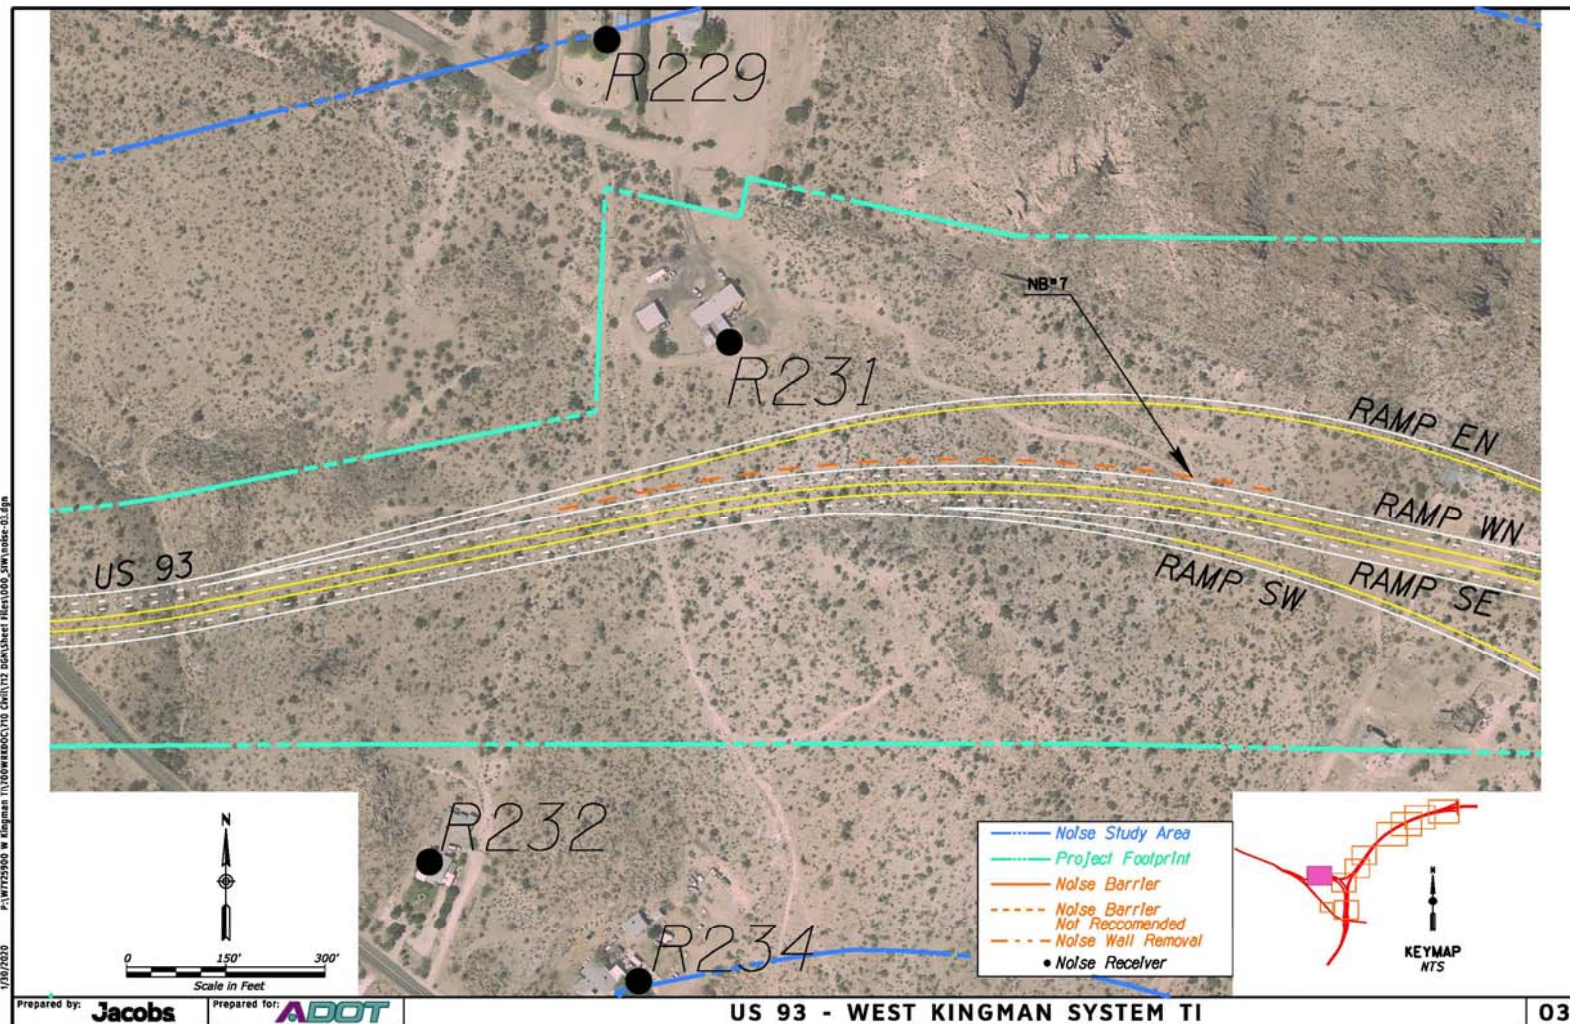 R229
NB#7
R231
RAMP EN
RAMP WN
US 93
RAMP SW
RAMP SE
R232
R234
N
0 150' 300'
Scale in Feet
Noise Study Area
Project Footprint
Noise Barrier
Noise Barrier
Not Reccomended
Noise Wall Removal
Noise Receiver
N
KEYMAP
NTS
1/30/2020
Prepared by: Jacobs
Prepared for: ADOT
US 93 - WEST KINGMAN SYSTEM TI
03